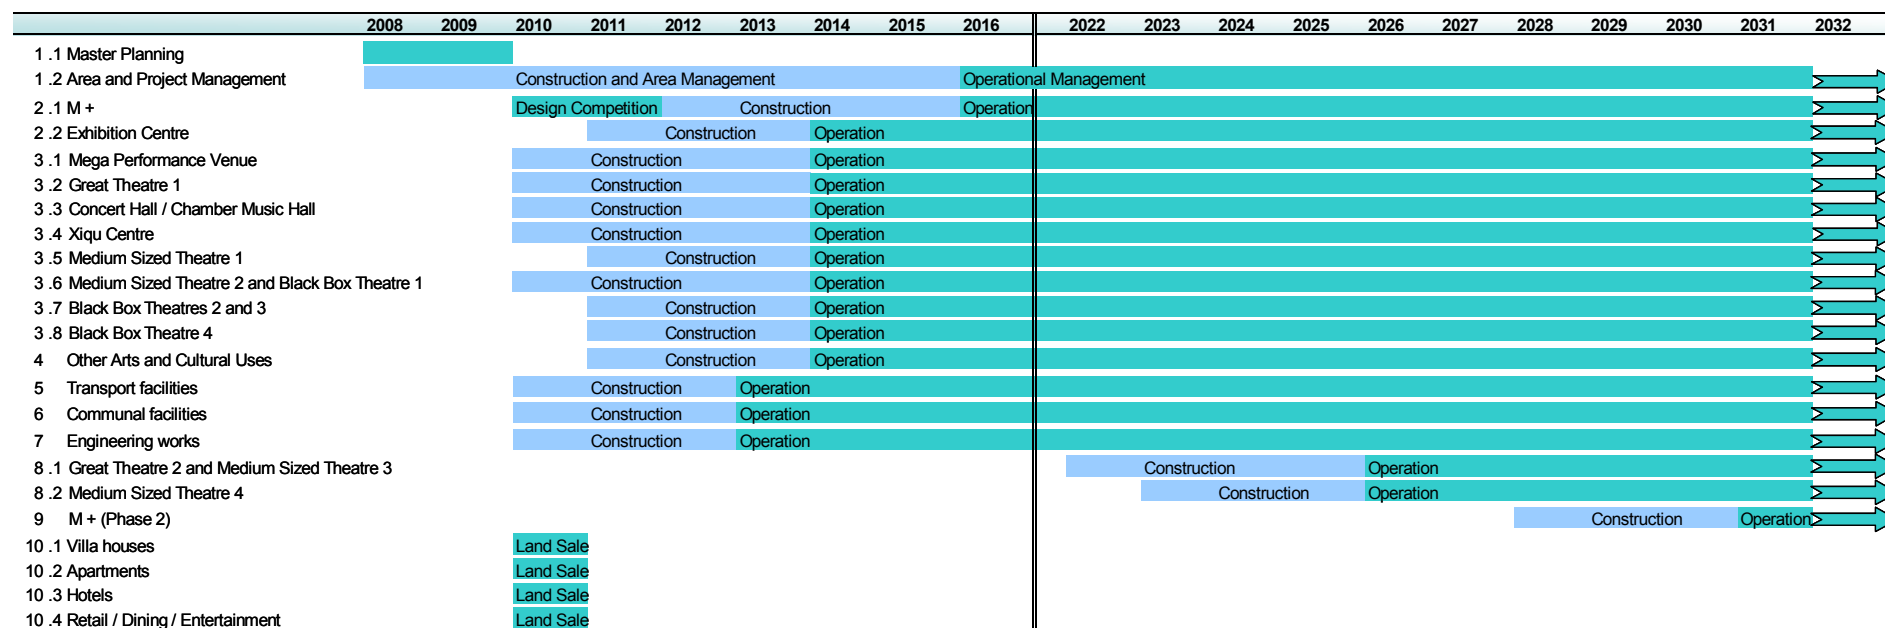 2008 2009 2010 2011 2012 2013 2014 2015 2016 2022 2023 2024 2025 2026 2027 2028 2029 2030 2031 2032
1 .1 Master Planning
1 .2 Area and Project Management Construction and Area Management Operational Management
2 .1 M + Design Competition Construction Operation
2 .2 Exhibition Centre Construction Operation
3 .1 Mega Performance Venue Construction Operation
3 .2 Great Theatre 1 Construction Operation
3 .3 Concert Hall / Chamber Music Hall Construction Operation
3 .4 Xiqu Centre Construction Operation
3 .5 Medium Sized Theatre 1 Construction Operation
3 .6 Medium Sized Theatre 2 and Black Box Theatre 1 Construction Operation
3 .7 Black Box Theatres 2 and 3 Construction Operation
3 .8 Black Box Theatre 4 Construction Operation
4 Other Arts and Cultural Uses Construction Operation
5 Transport facilities Construction Operation
6 Communal facilities Construction Operation
7 Engineering works Construction Operation
8 .1 Great Theatre 2 and Medium Sized Theatre 3 Construction Operation
8 .2 Medium Sized Theatre 4 Construction Operation
9 M + (Phase 2) Construction Operation
10 .1 Villa houses Land Sale
10 .2 Apartments Land Sale
10 .3 Hotels Land Sale
10 .4 Retail / Dining / Entertainment Land Sale